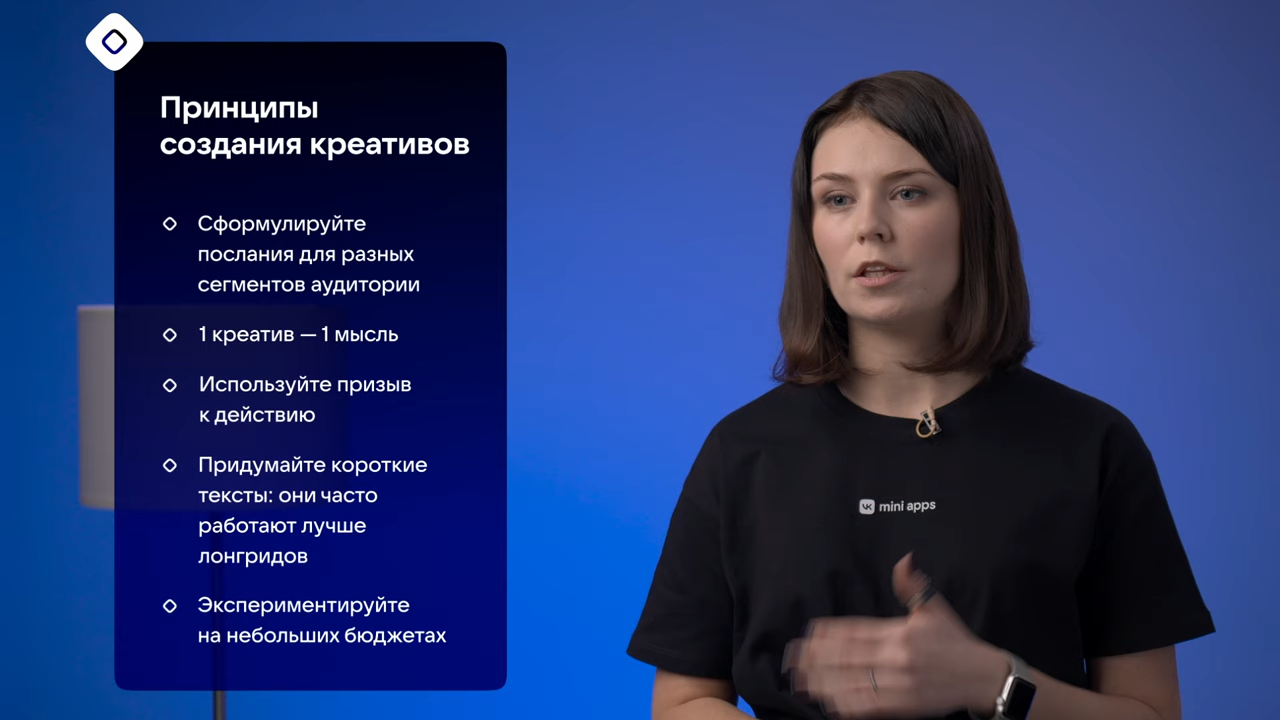 Принципы
создания креативов
Сформулируйте
послания для разных
сегментов аудитории
1 креатив — 1 мысль
Используйте призыв
к действию
Придумайте короткие
тексты: они часто
работают лучше
лонгридов
Экспериментируйте
на небольших бюджетах
VK mini apps